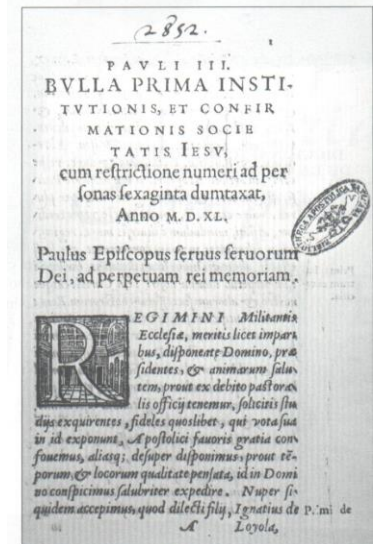 2852.
PAVLI III.
BVLLA PRIMA INSTI-
TVTIONIS, ET CONFIR
MATIONIS SOCIE
TATIS IESV,
cum restrictione numeri ad per
sonas sexaginta dumtaxat,
Anno M. D. XL.
Paulus Episcopus seruus seruorum
Dei, ad perpetuam rei memoriam.
REGIMINI Militantis
Ecclesiæ, meritis licet impari
bus, disponente Domino, præ
sidentes, & animarum salu
tem, prout ex debito pastora
lis officij tenemur, solicitis stu
dijs exquirentes, fideles quoslibet, qui vota sua
in id exponunt, Apostolici fauoris gratia con
fouemus, aliasq; desuper disponimus, prout tē-
porum, & locorum qualitate pensata, id in Domi
no conspicimus salubriter expedire. Nuper si-
quidem accepimus, quod dilecti filij, Ignatius de P. mi de
A Loyola,